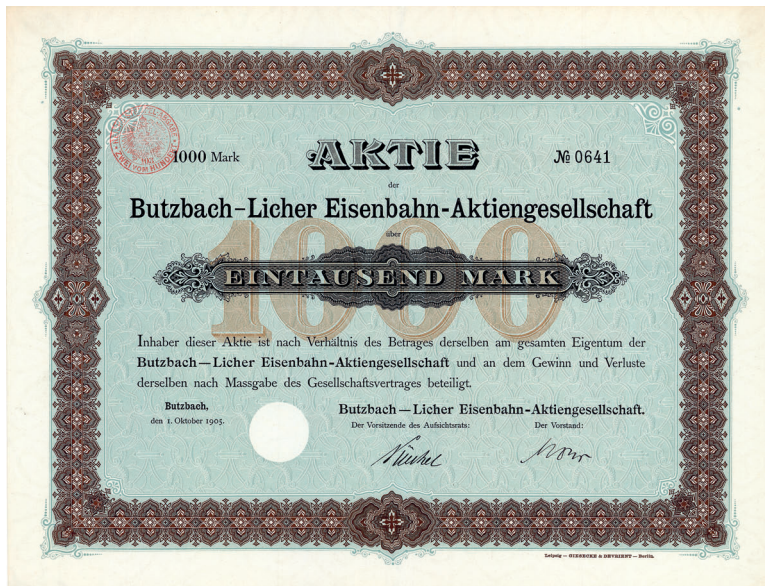 1000 Mark
AKTIE
№ 0641
der
Butzbach-Licher Eisenbahn-Aktiengesellschaft
über
1000
EINTAUSEND MARK
Inhaber dieser Aktie ist nach Verhältnis des Betrages derselben am gesamten Eigentum der
Butzbach—Licher Eisenbahn-Aktiengesellschaft und an dem Gewinn und Verluste
derselben nach Massgabe des Gesellschaftsvertrages beteiligt.
Butzbach,
den 1. Oktober 1905.
Butzbach—Licher Eisenbahn-Aktiengesellschaft.
Der Vorsitzende des Aufsichtsrats:
Der Vorstand:
Leipzig — GIESECKE & DEVRIENT — Berlin.